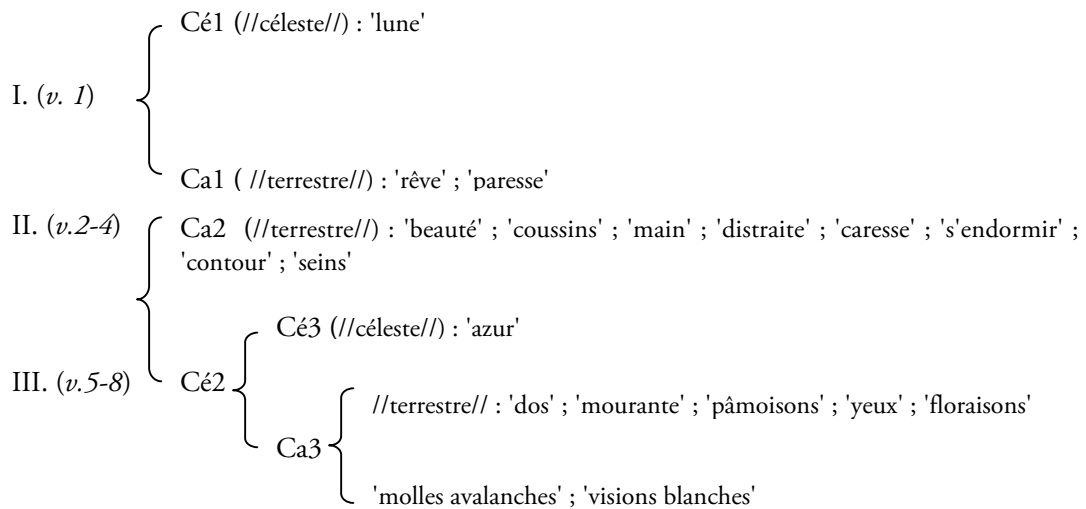 Cé1 (//céleste//) : 'lune'
I. (v. 1)
Ca1 ( //terrestre//) : 'rêve' ; 'paresse'
II. (v.2-4)
Ca2 (//terrestre//) : 'beauté' ; 'coussins' ; 'main' ; 'distraite' ; 'caresse' ; 's'endormir' ;
'contour' ; 'seins'
Cé3 (//céleste//) : 'azur'
III. (v.5-8)
Cé2
//terrestre// : 'dos' ; 'mourante' ; 'pâmoisons' ; 'yeux' ; 'floraisons'
Ca3
'molles avalanches' ; 'visions blanches'